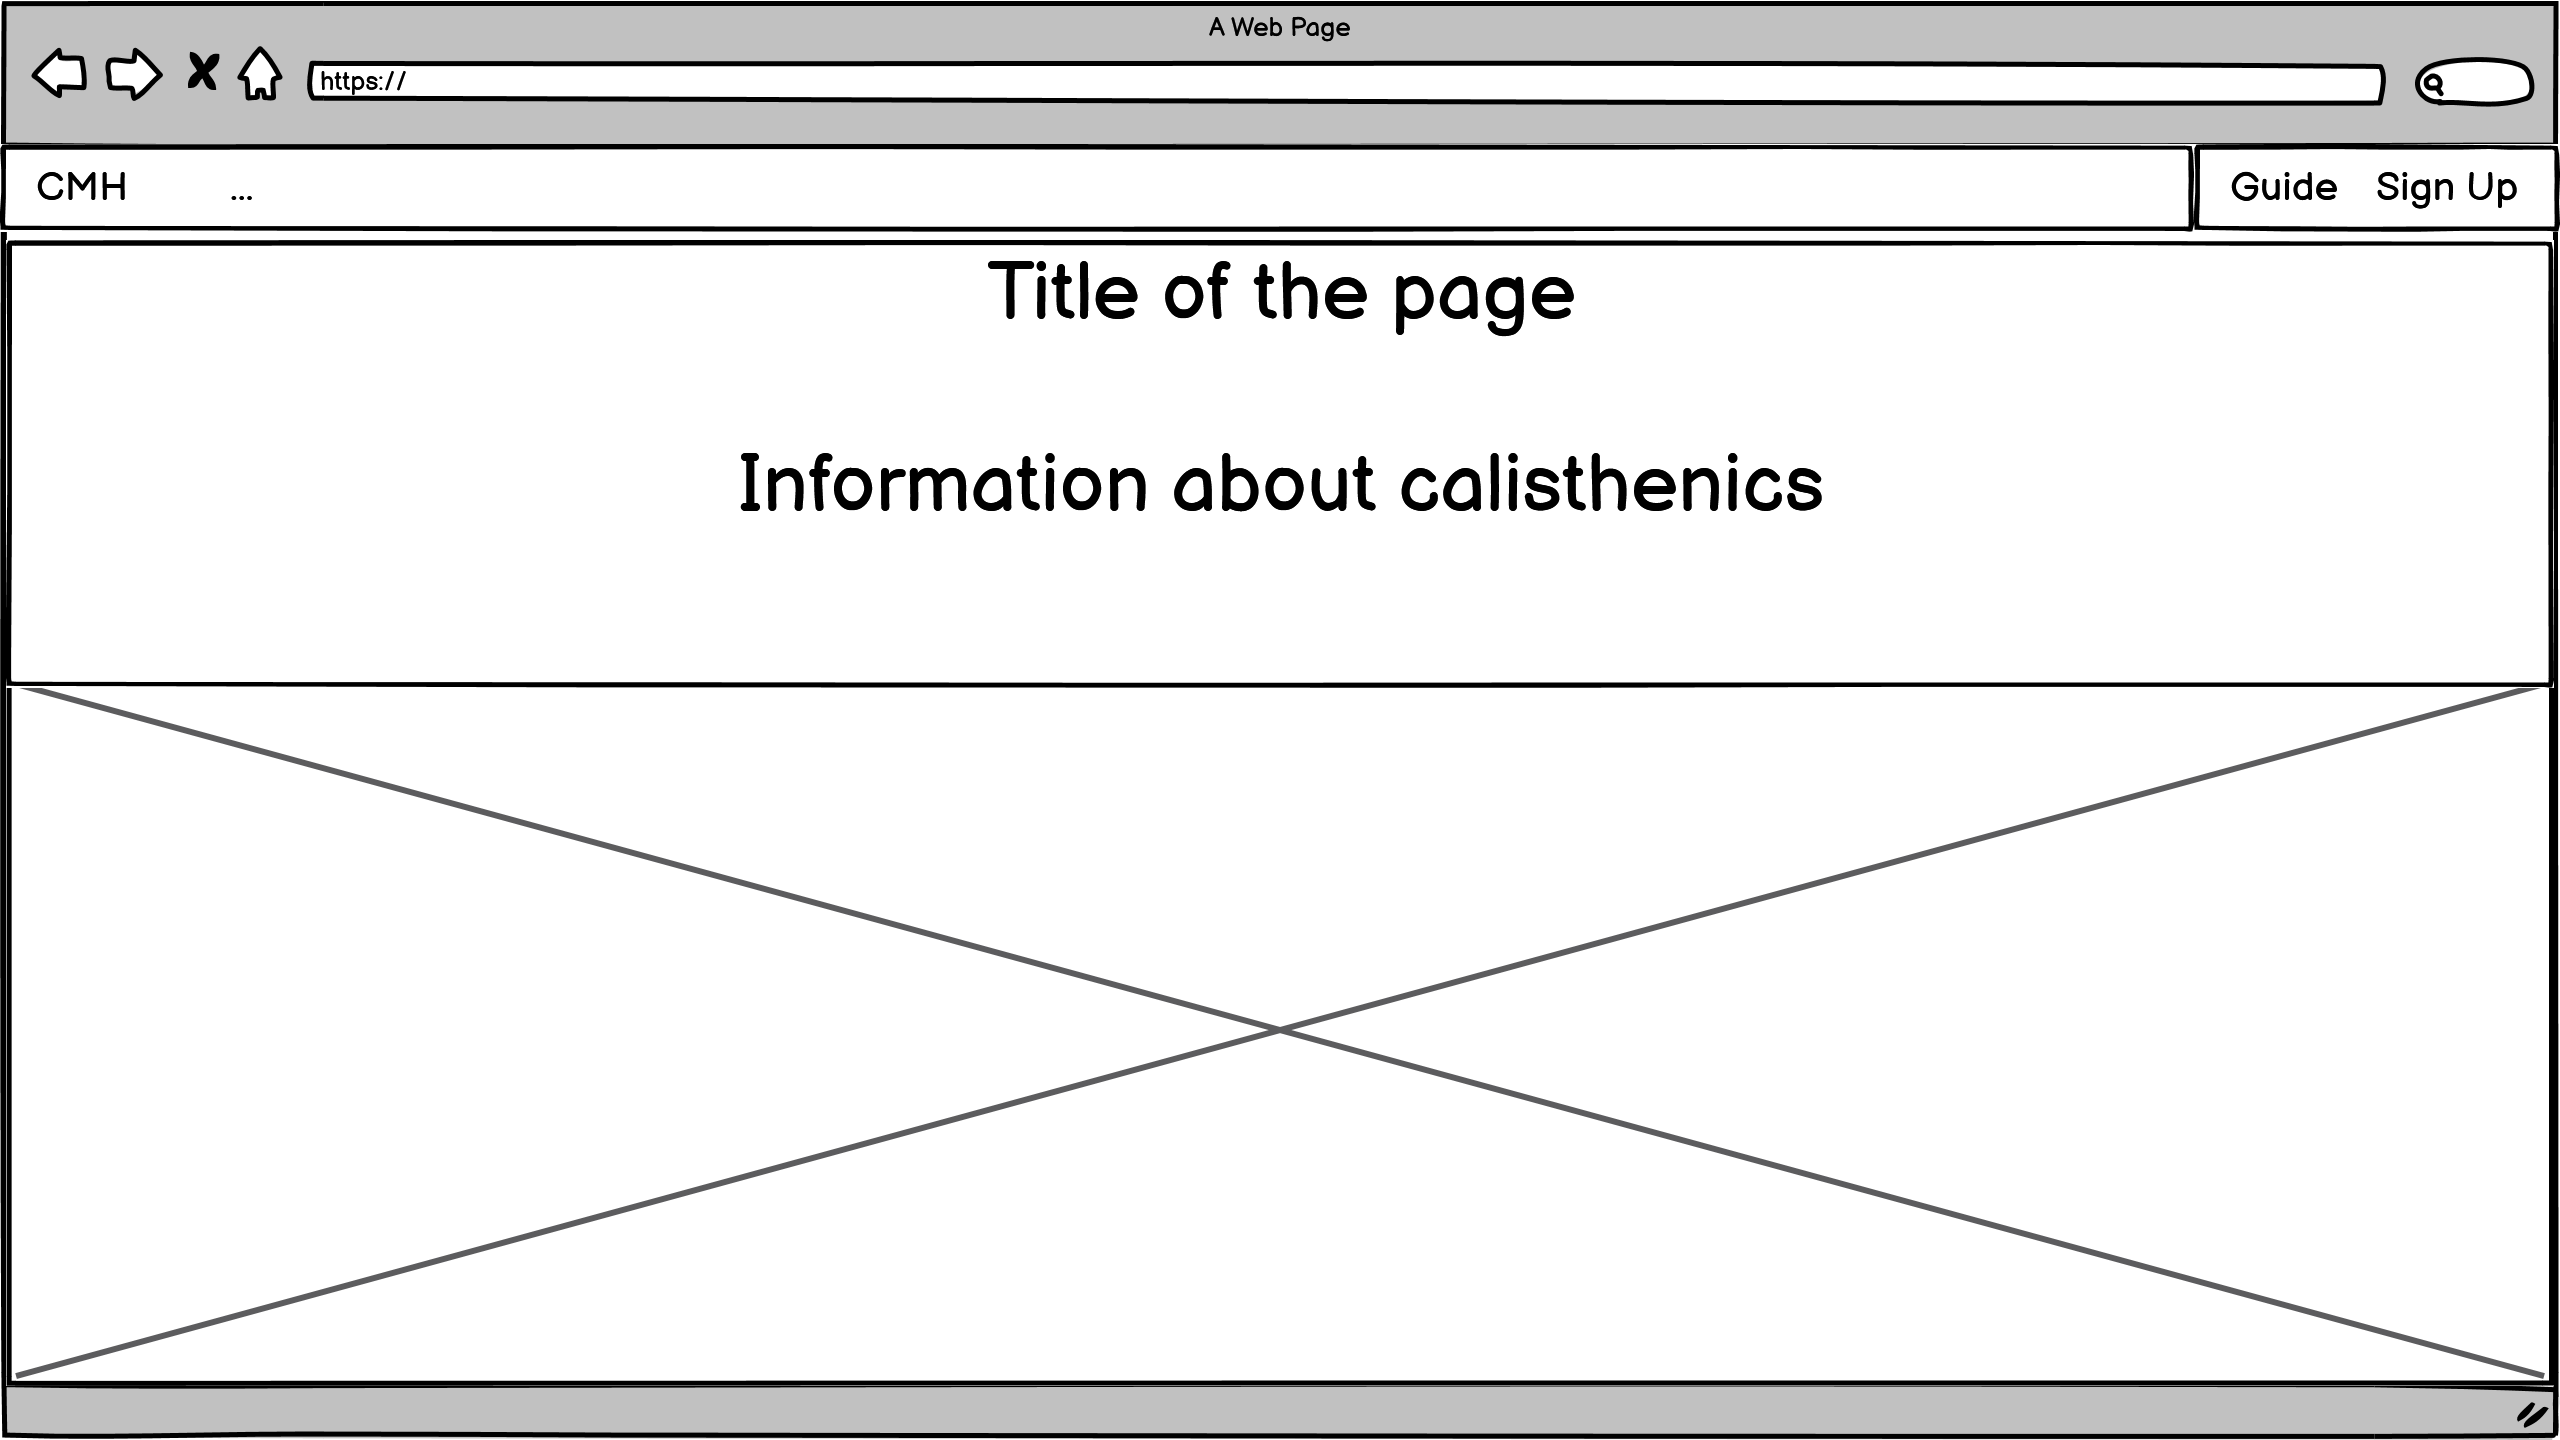 A Web Page
https://
CMH ... Guide Sign Up
Title of the page
Information about calisthenics